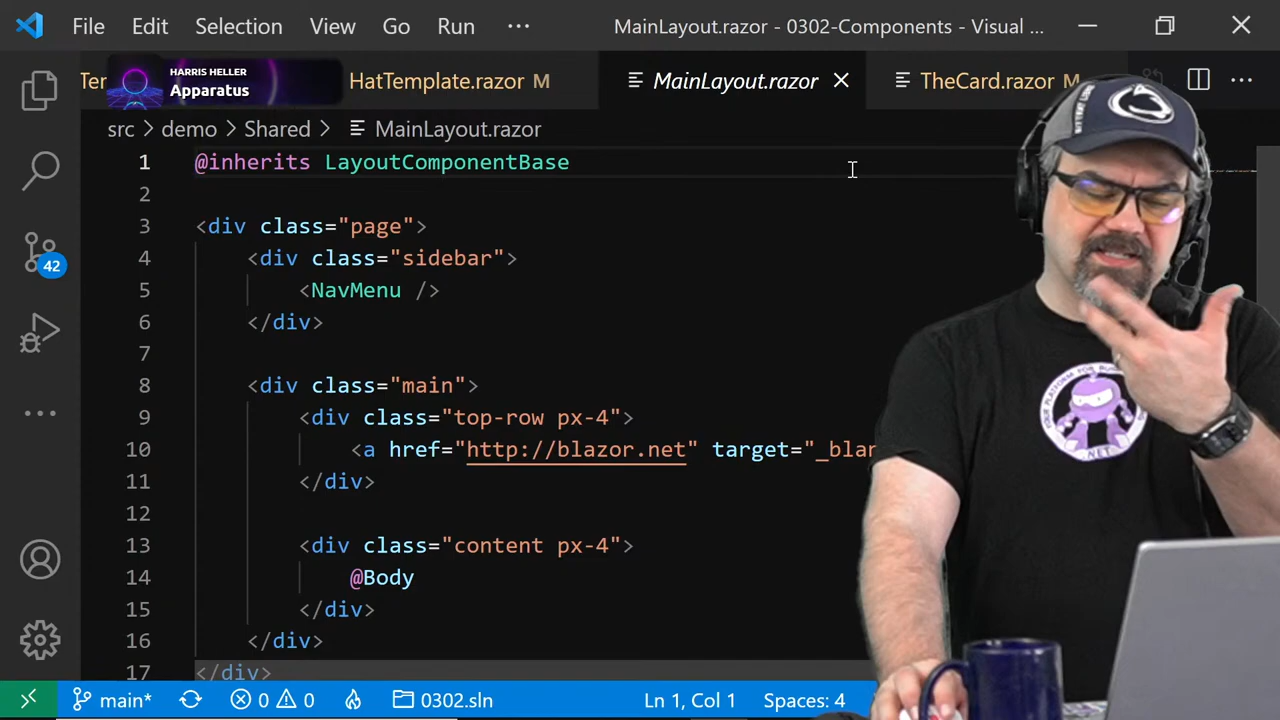 File Edit Selection View Go Run ··· MainLayout.razor - 0302-Components - Visual ...
HARRIS HELLER
Apparatus
HatTemplate.razor M
MainLayout.razor
TheCard.razor M
src > demo > Shared > MainLayout.razor
1 @inherits LayoutComponentBase
2
3 <div class="page">
4 <div class="sidebar">
5 <NavMenu />
6 </div>
7
8 <div class="main">
9 <div class="top-row px-4">
10 <a href="http://blazor.net" target="_blan
11 </div>
12
13 <div class="content px-4">
14 @Body
15 </div>
16 </div>
17 </div>
42
main* 0 0 0302.sln Ln 1, Col 1 Spaces: 4
.NET